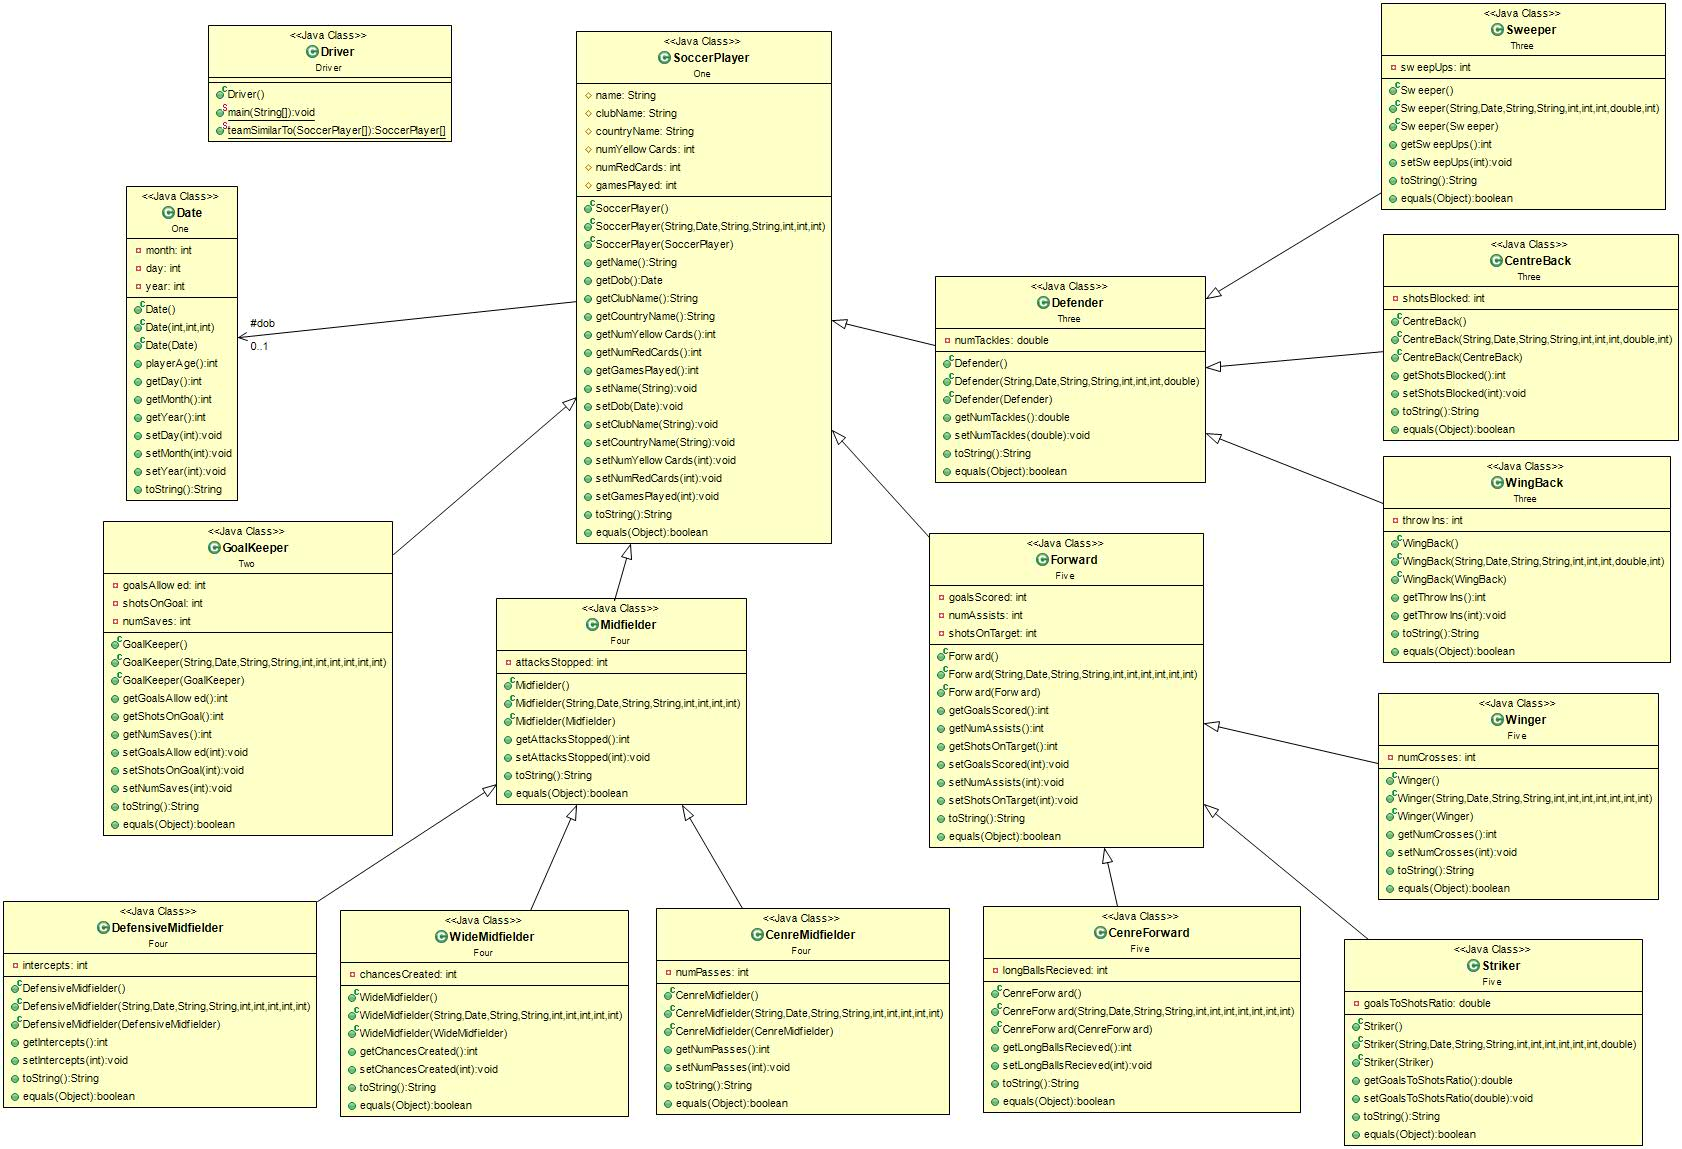 <<Java Class>>
Driver
Driver
Driver()
main(String[]):void
teamSimilarTo(SoccerPlayer[]):SoccerPlayer[]
<<Java Class>>
SoccerPlayer
One
name: String
clubName: String
countryName: String
numYellowCards: int
numRedCards: int
gamesPlayed: int
SoccerPlayer()
SoccerPlayer(String,Date,String,String,int,int,int)
SoccerPlayer(SoccerPlayer)
getName():String
getDob():Date
getClubName():String
getCountryName():String
getNumYellowCards():int
getNumRedCards():int
getGamesPlayed():int
setName(String):void
setDob(Date):void
setClubName(String):void
setCountryName(String):void
setNumYellowCards(int):void
setNumRedCards(int):void
setGamesPlayed(int):void
toString():String
equals(Object):boolean
<<Java Class>>
Sweeper
Three
sweepUps: int
Sweeper()
Sweeper(String,Date,String,String,int,int,int,double,int)
Sweeper(Sweeper)
getSweepUps():int
setSweepUps(int):void
toString():String
equals(Object):boolean
<<Java Class>>
Date
One
month: int
day: int
year: int
Date()
Date(int,int,int)
Date(Date)
playerAge():int
getDay():int
getMonth():int
getYear():int
setDay(int):void
setMonth(int):void
setYear(int):void
toString():String
#dob
0..1
<<Java Class>>
Defender
Three
numTackles: double
Defender()
Defender(String,Date,String,String,int,int,int,double)
Defender(Defender)
getNumTackles():double
setNumTackles(double):void
toString():String
equals(Object):boolean
<<Java Class>>
CentreBack
Three
shotsBlocked: int
CentreBack()
CentreBack(String,Date,String,String,int,int,int,double,int)
CentreBack(CentreBack)
getShotsBlocked():int
setShotsBlocked(int):void
toString():String
equals(Object):boolean
<<Java Class>>
WingBack
Three
throwIns: int
WingBack()
WingBack(String,Date,String,String,int,int,int,double,int)
WingBack(WingBack)
getThrowIns():int
getThrowIns(int):void
toString():String
equals(Object):boolean
<<Java Class>>
GoalKeeper
Two
goalsAllowed: int
shotsOnGoal: int
numSaves: int
GoalKeeper()
GoalKeeper(String,Date,String,String,int,int,int,int,int,int)
GoalKeeper(GoalKeeper)
getGoalsAllowed():int
getShotsOnGoal():int
getNumSaves():int
setGoalsAllowed(int):void
setShotsOnGoal(int):void
setNumSaves(int):void
toString():String
equals(Object):boolean
<<Java Class>>
Midfielder
Four
attacksStopped: int
Midfielder()
Midfielder(String,Date,String,String,int,int,int,int)
Midfielder(Midfielder)
getAttacksStopped():int
setAttacksStopped(int):void
toString():String
equals(Object):boolean
<<Java Class>>
Forward
Five
goalsScored: int
numAssists: int
shotsOnTarget: int
Forward()
Forward(String,Date,String,String,int,int,int,int,int,int)
Forward(Forward)
getGoalsScored():int
getNumAssists():int
getShotsOnTarget():int
setGoalsScored(int):void
setNumAssists(int):void
setShotsOnTarget(int):void
toString():String
equals(Object):boolean
<<Java Class>>
Winger
Five
numCrosses: int
Winger()
Winger(String,Date,String,String,int,int,int,int,int,int,int)
Winger(Winger)
getNumCrosses():int
setNumCrosses(int):void
toString():String
equals(Object):boolean
<<Java Class>>
DefensiveMidfielder
Four
intercepts: int
DefensiveMidfielder()
DefensiveMidfielder(String,Date,String,String,int,int,int,int,int)
DefensiveMidfielder(DefensiveMidfielder)
getIntercepts():int
setIntercepts(int):void
toString():String
equals(Object):boolean
<<Java Class>>
WideMidfielder
Four
chancesCreated: int
WideMidfielder()
WideMidfielder(String,Date,String,String,int,int,int,int,int)
WideMidfielder(WideMidfielder)
getChancesCreated():int
setChancesCreated(int):void
toString():String
equals(Object):boolean
<<Java Class>>
CenreMidfielder
Four
numPasses: int
CenreMidfielder()
CenreMidfielder(String,Date,String,String,int,int,int,int,int)
CenreMidfielder(CenreMidfielder)
getNumPasses():int
setNumPasses(int):void
toString():String
equals(Object):boolean
<<Java Class>>
CenreForward
Five
longBallsRecieved: int
CenreForward()
CenreForward(String,Date,String,String,int,int,int,int,int,int,int)
CenreForward(CenreForward)
getLongBallsRecieved():int
setLongBallsRecieved(int):void
toString():String
equals(Object):boolean
<<Java Class>>
Striker
Five
goalsToShotsRatio: double
Striker()
Striker(String,Date,String,String,int,int,int,int,int,int,double)
Striker(Striker)
getGoalsToShotsRatio():double
setGoalsToShotsRatio(double):void
toString():String
equals(Object):boolean